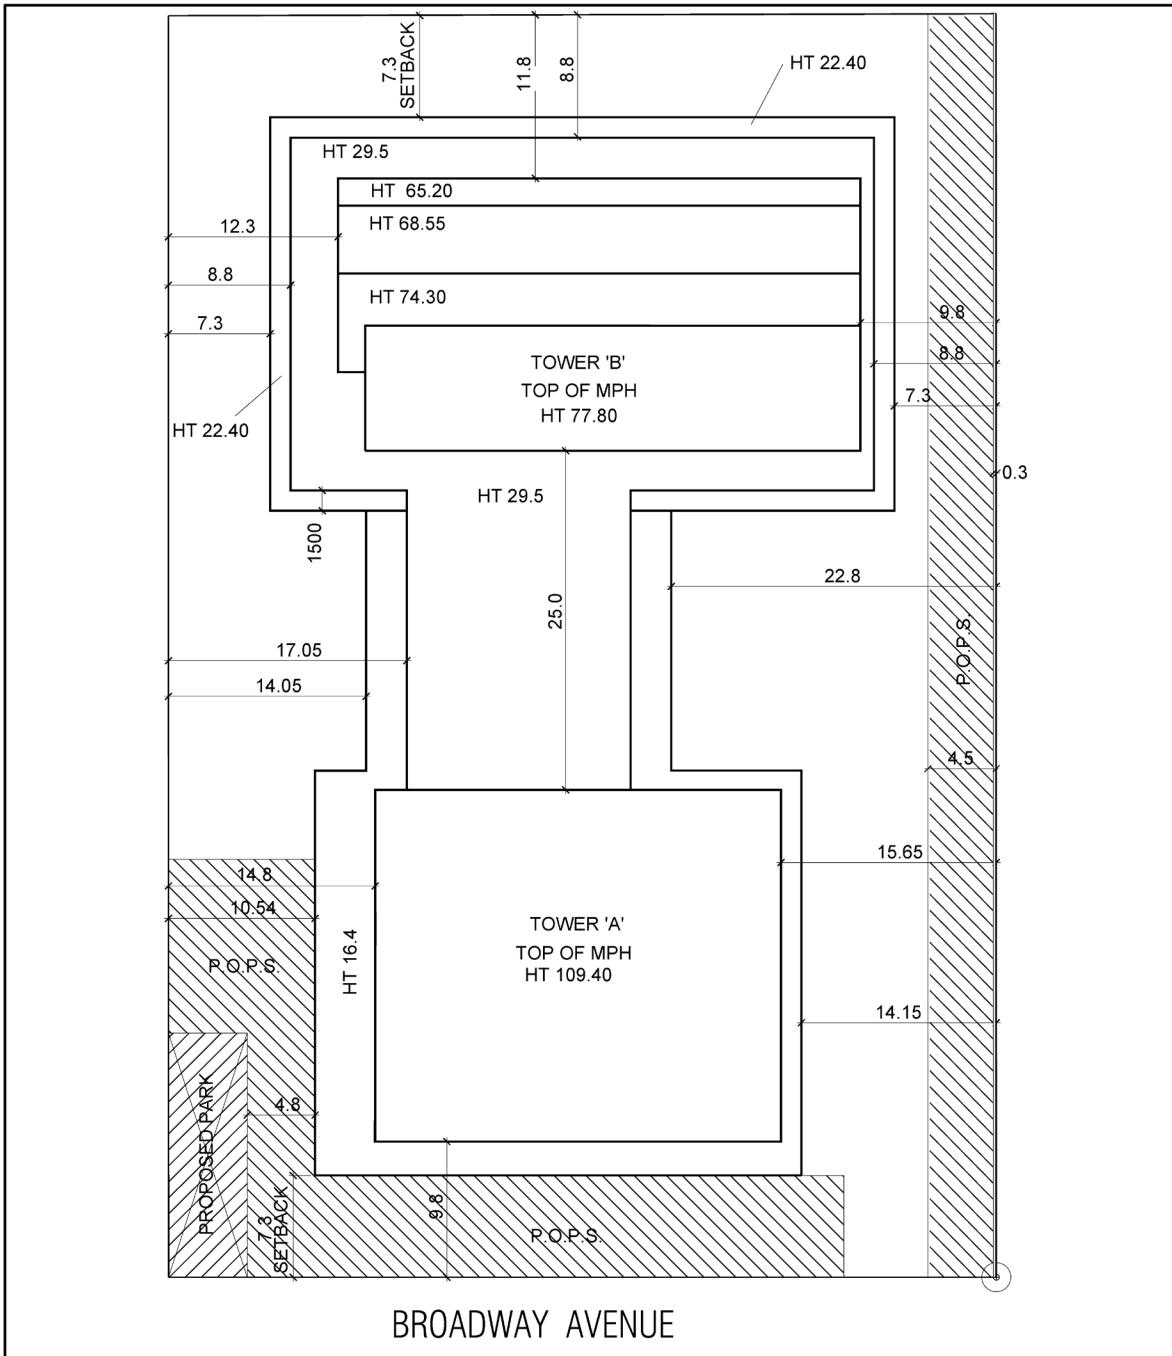 7.3
SETBACK
11.8
8.8
HT 22.40
HT 29.5
HT 65.20
HT 68.55
12.3
8.8
HT 74.30
7.3
9.8
8.8
7.3
TOWER 'B'
TOP OF MPH
HT 77.80
HT 22.40
0.3
HT 29.5
1500
25.0
22.8
P.O.P.S.
17.05
14.05
4.5
15.65
14.8
10.54
P.O.P.S.
HT 16.4
TOWER 'A'
TOP OF MPH
HT 109.40
14.15
PROPOSED PARK
4.8
7.3
SETBACK
9.8
P.O.P.S.
BROADWAY AVENUE